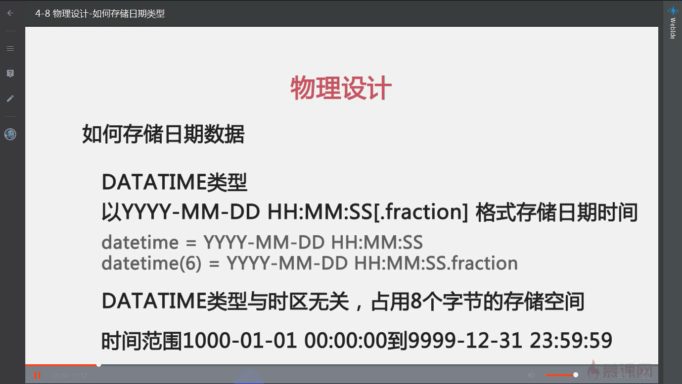 4-8 物理设计-如何存储日期类型
Webide
物理设计
如何存储日期数据
DATATIME类型
以YYYY-MM-DD HH:MM:SS[.fraction] 格式存储日期时间
datetime = YYYY-MM-DD HH:MM:SS
datetime(6) = YYYY-MM-DD HH:MM:SS.fraction
DATATIME类型与时区无关，占用8个字节的存储空间
时间范围1000-01-01 00:00:00到9999-12-31 23:59:59